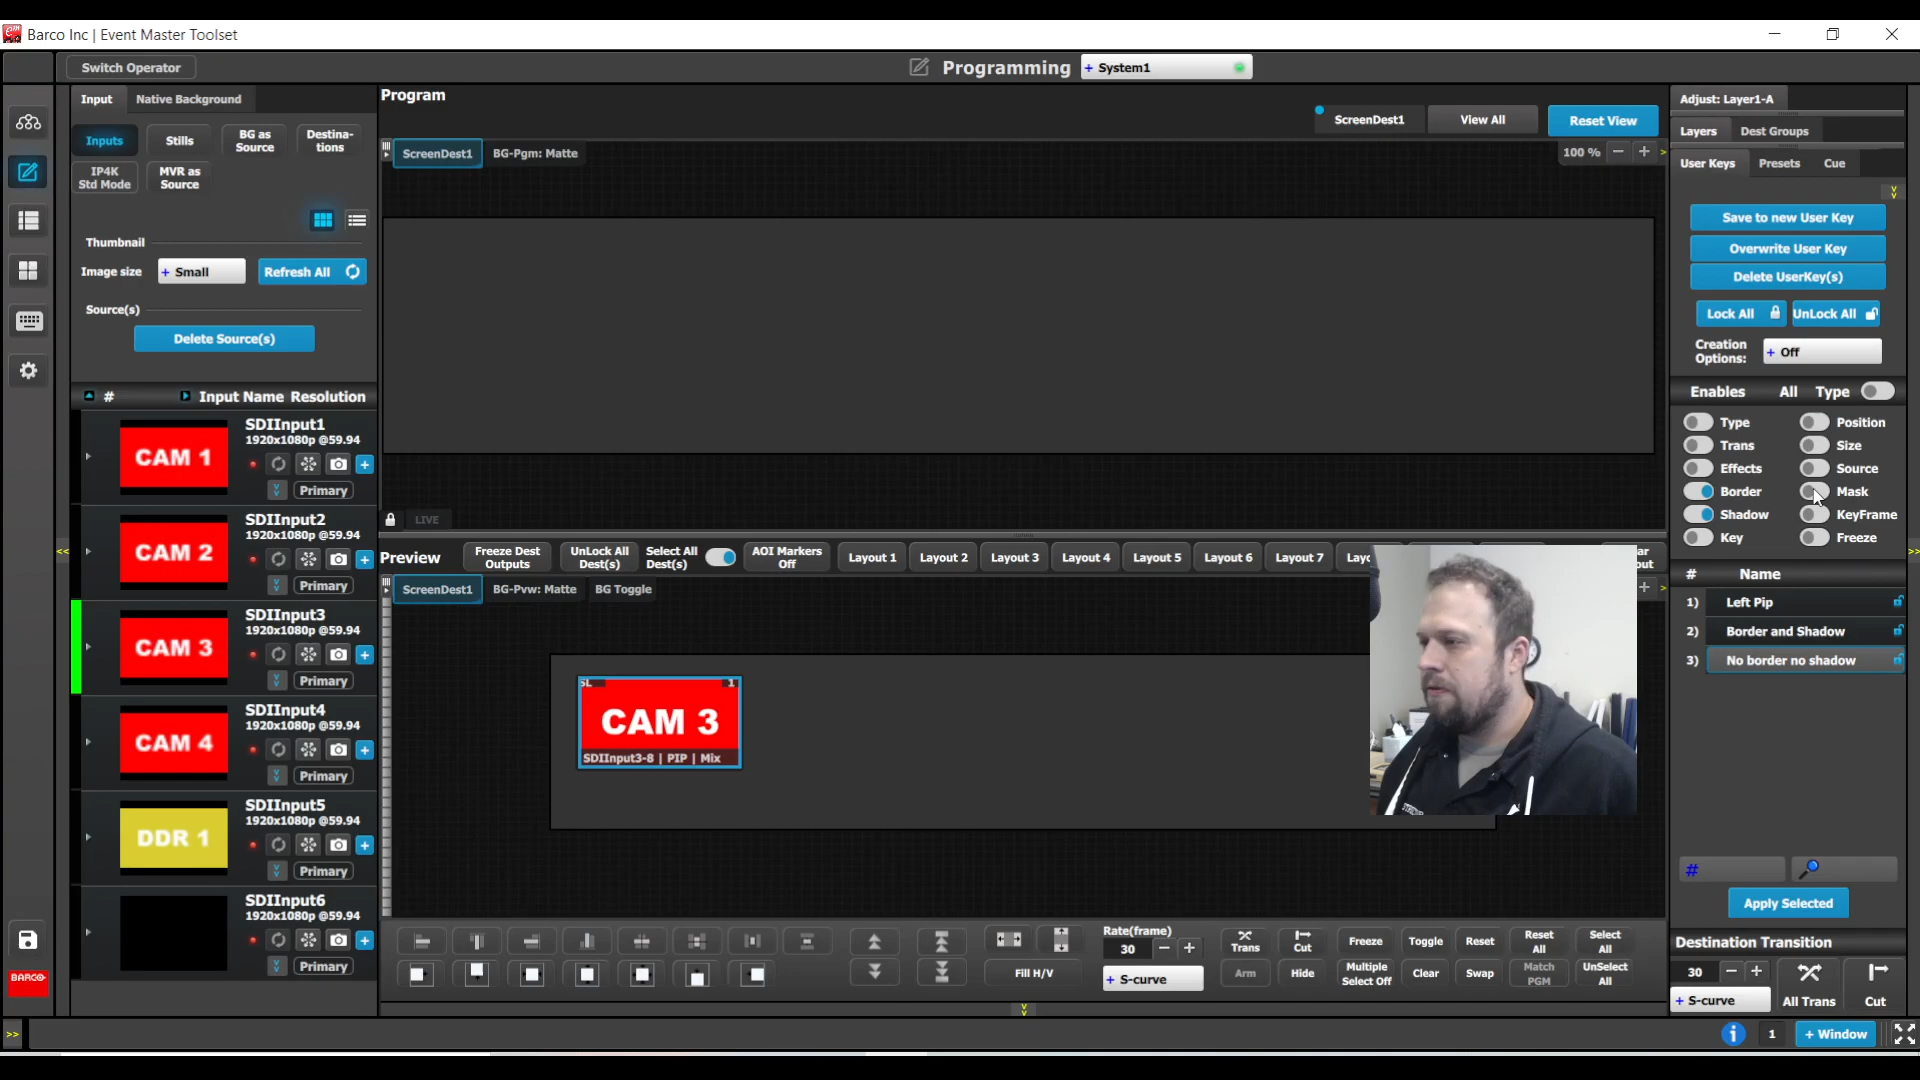 Barco Inc | Event Master Toolset
Switch Operator
Programming
+ System1
Input
Native Background
Inputs
Stills
BG as
Source
Destina-
tions
IP4K
Std Mode
MVR as
Source
Thumbnail
Image size
+ Small
Refresh All
Source(s)
Delete Source(s)
# Input Name Resolution
CAM 1
SDIInput1
1920x1080p @59.94
Primary
CAM 2
SDIInput2
1920x1080p @59.94
Primary
CAM 3
SDIInput3
1920x1080p @59.94
Primary
CAM 4
SDIInput4
1920x1080p @59.94
Primary
DDR 1
SDIInput5
1920x1080p @59.94
Primary
SDIInput6
1920x1080p @59.94
Primary
BARCO
Program
ScreenDest1
View All
Reset View
ScreenDest1
BG-Pgm: Matte
100 % − +
LIVE
Preview
Freeze Dest
Outputs
UnLock All
Dest(s)
Select All
Dest(s)
AOI Markers
Off
Layout 1
Layout 2
Layout 3
Layout 4
Layout 5
Layout 6
Layout 7
ScreenDest1
BG-Pvw: Matte
BG Toggle
1
CAM 3
SDIInput3-8 | PIP | Mix
Fill H/V
Rate(frame)
30 − +
+ S-curve
Trans
Cut
Freeze
Toggle
Reset
Reset
All
Select
All
Arm
Hide
Multiple
Select Off
Clear
Swap
Match
PGM
UnSelect
All
Adjust: Layer1-A
Layers
Dest Groups
User Keys
Presets
Cue
Save to new User Key
Overwrite User Key
Delete UserKey(s)
Lock All
UnLock All
Creation
Options:
+ Off
Enables All Type
Type
Position
Trans
Size
Effects
Source
Border
Mask
Shadow
KeyFrame
Key
Freeze
# Name
1) Left Pip
2) Border and Shadow
3) No border no shadow
#
Apply Selected
Destination Transition
30 − +
+ S-curve
All Trans
Cut
>>
1
+ Window